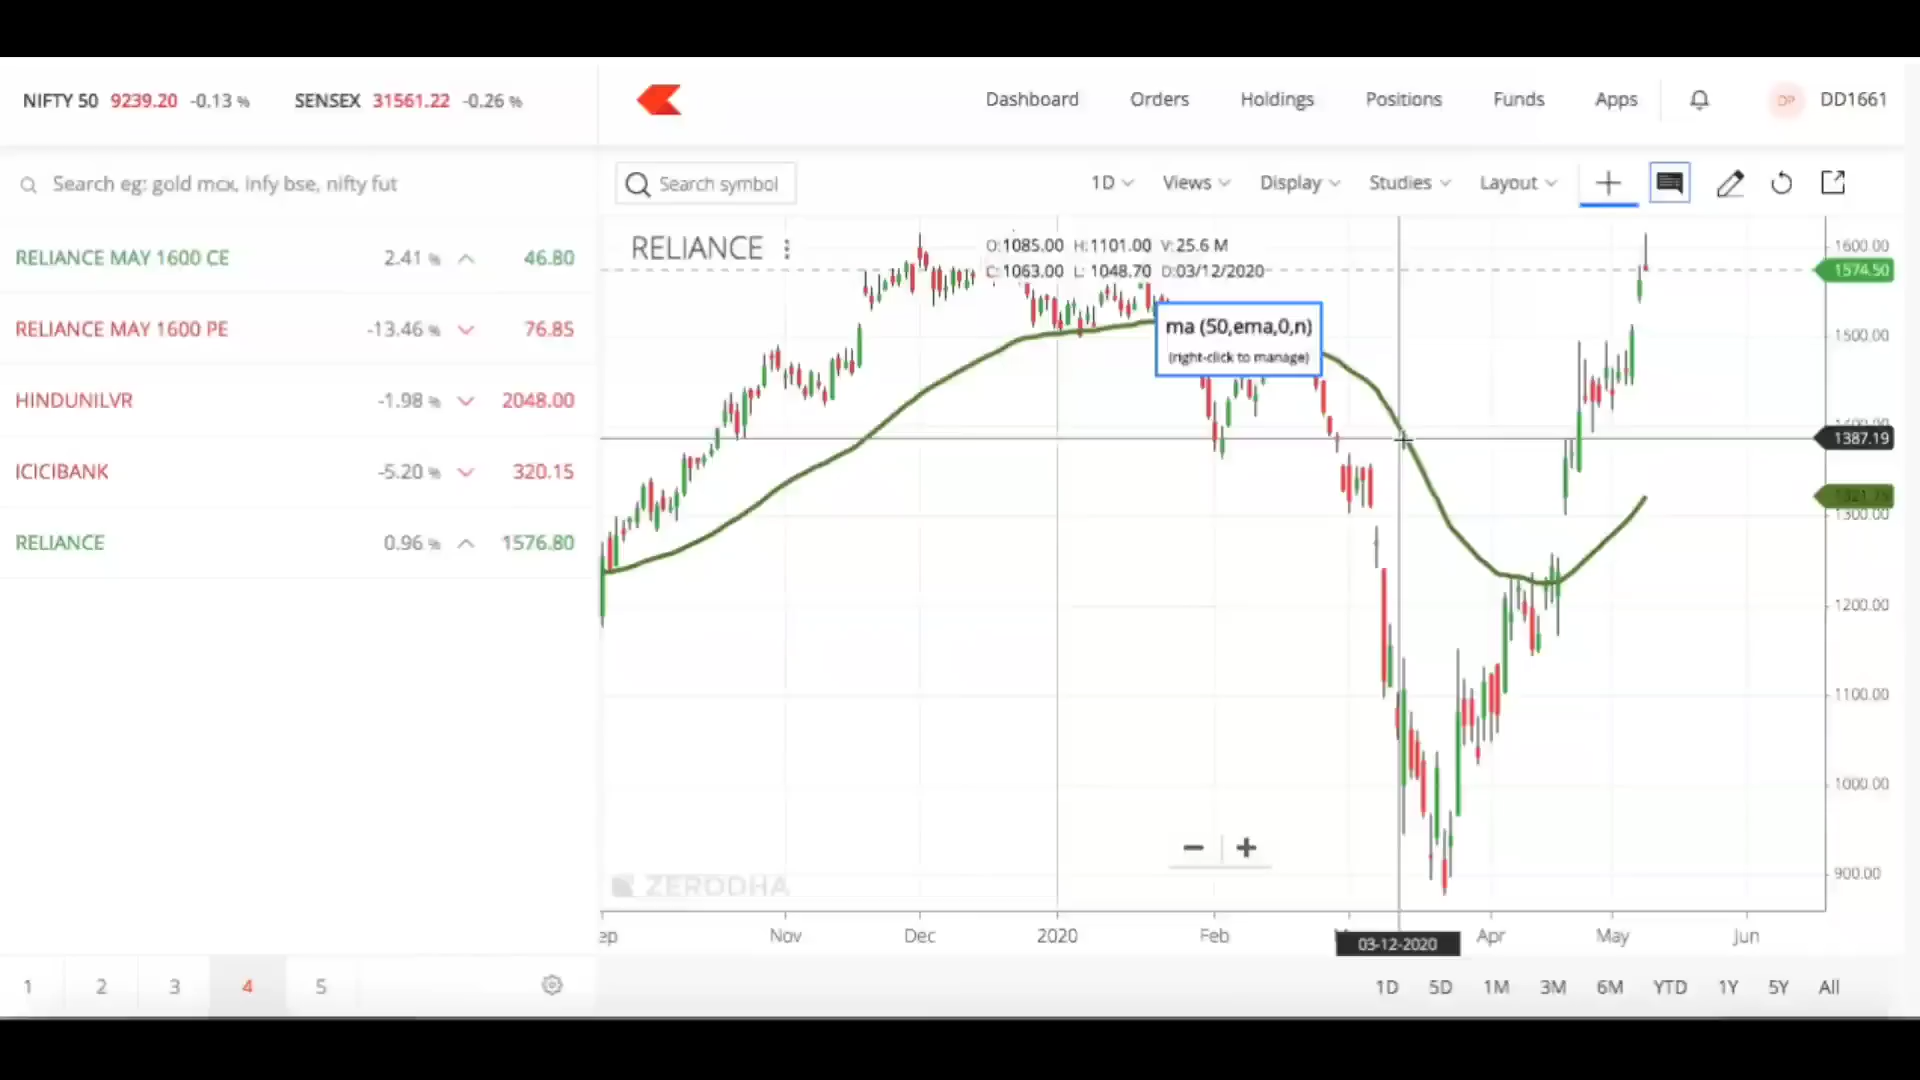 NIFTY 50 9239.20 -0.13 % SENSEX 31561.22 -0.26 %
Dashboard Orders Holdings Positions Funds Apps DP DD1661
Search eg: gold mcx, infy bse, nifty fut
Search symbol 1D Views Display Studies Layout
RELIANCE MAY 1600 CE 2.41 % 46.80
RELIANCE MAY 1600 PE -13.46 % 76.85
HINDUNILVR -1.98 % 2048.00
ICICIBANK -5.20 % 320.15
RELIANCE 0.96 % 1576.80
RELIANCE
O:1085.00 H:1101.00 V:25.6 M
C:1063.00 L: 1048.70 D:03/12/2020
ma (50,ema,0,n)
(right-click to manage)
1600.00
1574.50
1500.00
1387.19
1300.00
1200.00
1100.00
1000.00
900.00
ZERODHA
ep Nov Dec 2020 Feb 03-12-2020 Apr May Jun
1 2 3 4 5
1D 5D 1M 3M 6M YTD 1Y 5Y All